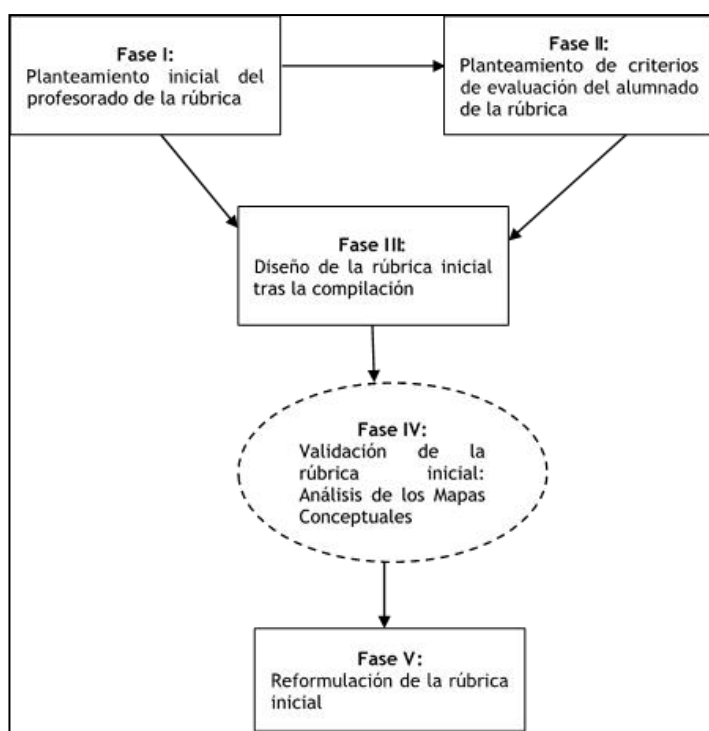 Fase I:
Planteamiento inicial del
profesorado de la rúbrica
Fase II:
Planteamiento de criterios
de evaluación del alumnado
de la rúbrica
Fase III:
Diseño de la rúbrica inicial
tras la compilación
Fase IV:
Validación de la
rúbrica inicial:
Análisis de los Mapas
Conceptuales
Fase V:
Reformulación de la rúbrica
inicial